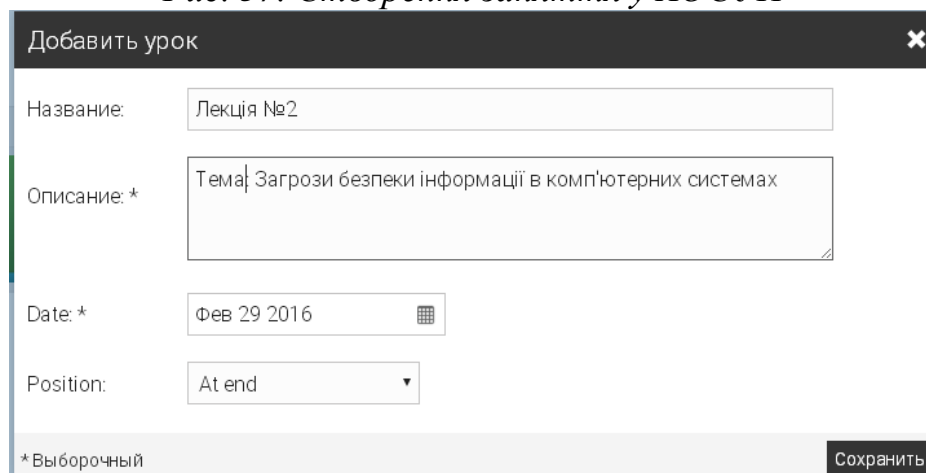 Добавить урок
Название: Лекція №2
Описание: * Тема: Загрози безпеки інформації в комп'ютерних системах
Date: * Фев 29 2016
Position: At end
* Выборочный Сохранить